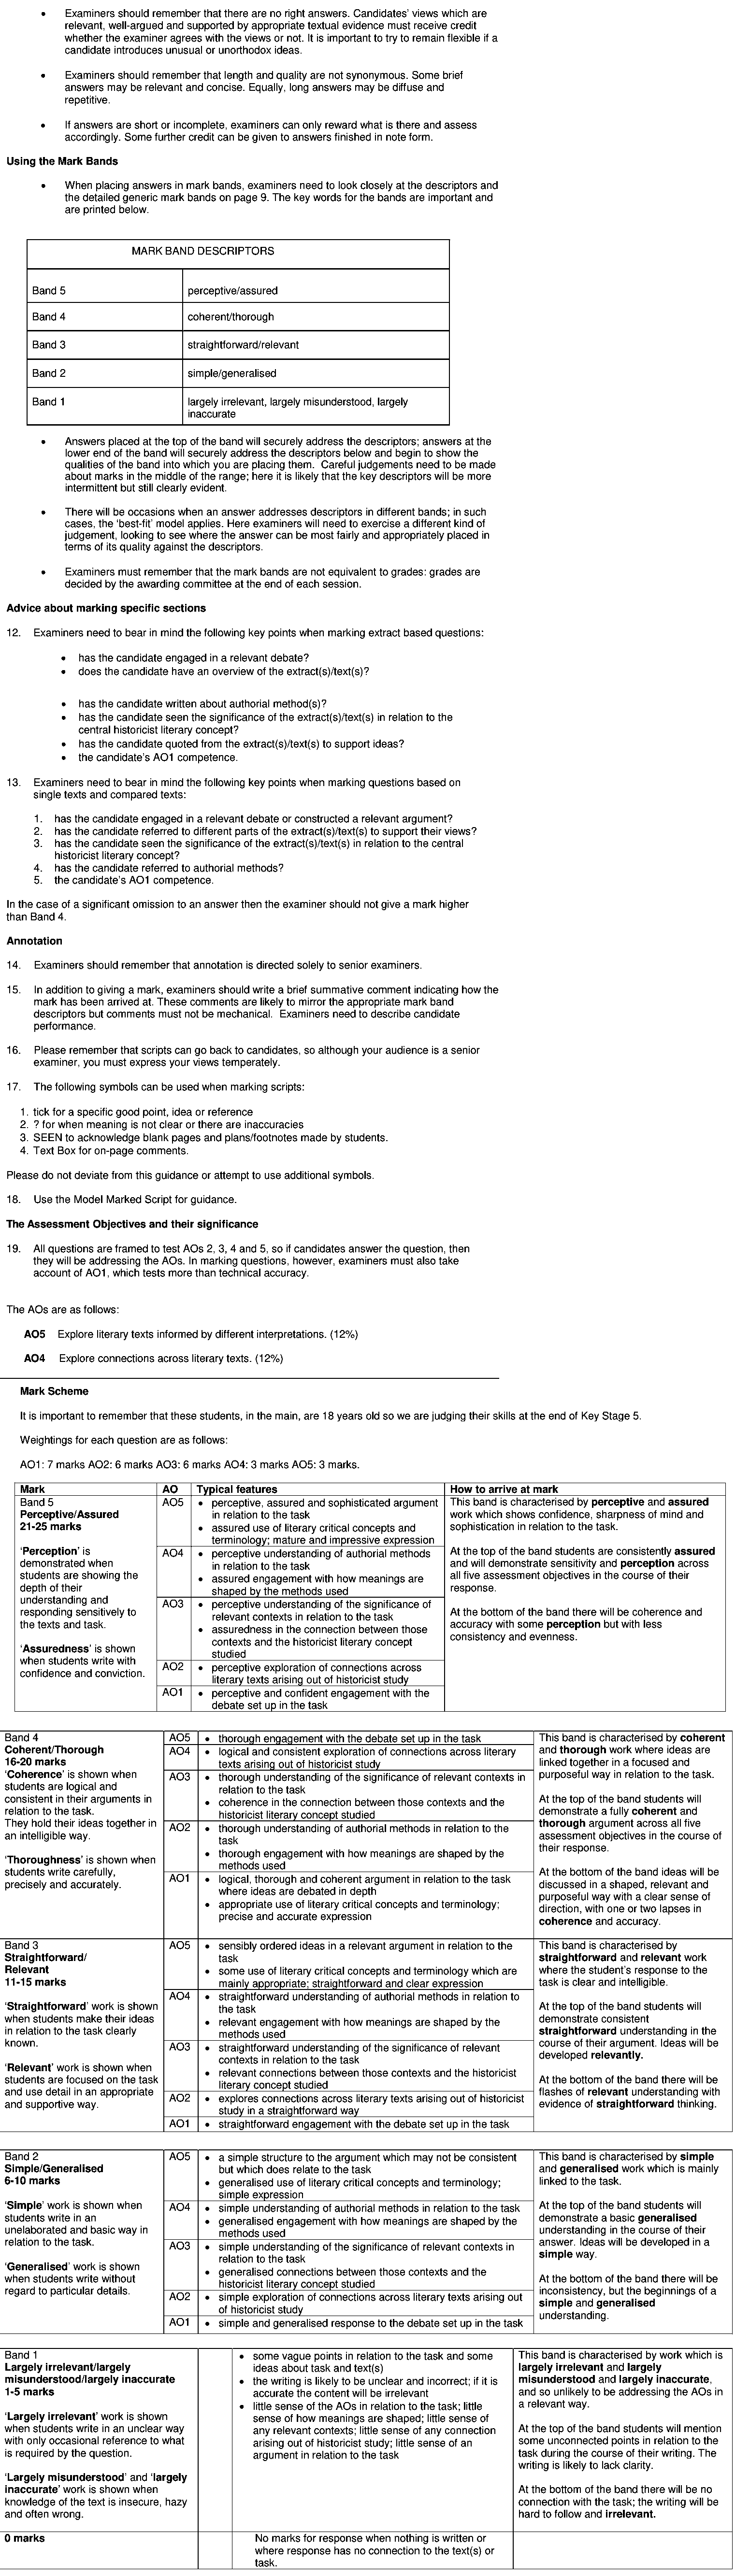 • Examiners should remember that there are no right answers. Candidates' views which are
relevant, well-argued and supported by appropriate textual evidence must receive credit
whether the examiner agrees with the views or not. It is important to try to remain flexible if a
candidate introduces unusual or unorthodox ideas.
• Examiners should remember that length and quality are not synonymous. Some brief
answers may be relevant and concise. Equally, long answers may be diffuse and
repetitive.
• If answers are short or incomplete, examiners can only reward what is there and assess
accordingly. Some further credit can be given to answers finished in note form.
Using the Mark Bands
• When placing answers in mark bands, examiners need to look closely at the descriptors and
the detailed generic mark bands on page 9. The key words for the bands are important and
are printed below.
MARK BAND DESCRIPTORS
Band 5 perceptive/assured
Band 4 coherent/thorough
Band 3 straightforward/relevant
Band 2 simple/generalised
Band 1 largely irrelevant, largely misunderstood, largely
inaccurate
• Answers placed at the top of the band will securely address the descriptors; answers at the
lower end of the band will securely address the descriptors below and begin to show the
qualities of the band into which you are placing them. Careful judgements need to be made
about marks in the middle of the range; here it is likely that the key descriptors will be more
intermittent but still clearly evident.
• There will be occasions when an answer addresses descriptors in different bands; in such
cases, the 'best-fit' model applies. Here examiners will need to exercise a different kind of
judgement, looking to see where the answer can be most fairly and appropriately placed in
terms of its quality against the descriptors.
• Examiners must remember that the mark bands are not equivalent to grades: grades are
decided by the awarding committee at the end of each session.
Advice about marking specific sections
12. Examiners need to bear in mind the following key points when marking extract based questions:
• has the candidate engaged in a relevant debate?
• does the candidate have an overview of the extract(s)/text(s)?
• has the candidate written about authorial method(s)?
• has the candidate seen the significance of the extract(s)/text(s) in relation to the
central historicist literary concept?
• has the candidate quoted from the extract(s)/text(s) to support ideas?
• the candidate's AO1 competence.
13. Examiners need to bear in mind the following key points when marking questions based on
single texts and compared texts:
1. has the candidate engaged in a relevant debate or constructed a relevant argument?
2. has the candidate referred to different parts of the extract(s)/text(s) to support their views?
3. has the candidate seen the significance of the extract(s)/text(s) in relation to the central
historicist literary concept?
4. has the candidate referred to authorial methods?
5. the candidate's AO1 competence.
In the case of a significant omission to an answer then the examiner should not give a mark higher
than Band 4.
Annotation
14. Examiners should remember that annotation is directed solely to senior examiners.
15. In addition to giving a mark, examiners should write a brief summative comment indicating how the
mark has been arrived at. These comments are likely to mirror the appropriate mark band
descriptors but comments must not be mechanical. Examiners need to describe candidate
performance.
16. Please remember that scripts can go back to candidates, so although your audience is a senior
examiner, you must express your views temperately.
17. The following symbols can be used when marking scripts:
1. tick for a specific good point, idea or reference
2. ? for when meaning is not clear or there are inaccuracies
3. SEEN to acknowledge blank pages and plans/footnotes made by students.
4. Text Box for on-page comments.
Please do not deviate from this guidance or attempt to use additional symbols.
18. Use the Model Marked Script for guidance.
The Assessment Objectives and their significance
19. All questions are framed to test AOs 2, 3, 4 and 5, so if candidates answer the question, then
they will be addressing the AOs. In marking questions, however, examiners must also take
account of AO1, which tests more than technical accuracy.
The AOs are as follows:
AO5 Explore literary texts informed by different interpretations. (12%)
AO4 Explore connections across literary texts. (12%)
Mark Scheme
It is important to remember that these students, in the main, are 18 years old so we are judging their skills at the end of Key Stage 5.
Weightings for each question are as follows:
AO1: 7 marks AO2: 6 marks AO3: 6 marks AO4: 3 marks AO5: 3 marks.
Mark AO Typical features How to arrive at mark
Band 5
Perceptive/Assured
21-25 marks
'Perception' is
demonstrated when
students are showing the
depth of their
understanding and
responding sensitively to
the texts and task.
'Assuredness' is shown
when students write with
confidence and conviction.
AO5
• perceptive, assured and sophisticated argument
in relation to the task
• assured use of literary critical concepts and
terminology; mature and impressive expression
AO4
• perceptive understanding of authorial methods
in relation to the task
• assured engagement with how meanings are
shaped by the methods used
AO3
• perceptive understanding of the significance of
relevant contexts in relation to the task
• assuredness in the connection between those
contexts and the historicist literary concept
studied
AO2
• perceptive exploration of connections across
literary texts arising out of historicist study
AO1
• perceptive and confident engagement with the
debate set up in the task
This band is characterised by perceptive and assured
work which shows confidence, sharpness of mind and
sophistication in relation to the task.
At the top of the band students are consistently assured
and will demonstrate sensitivity and perception across
all five assessment objectives in the course of their
response.
At the bottom of the band there will be coherence and
accuracy with some perception but with less
consistency and evenness.
Band 4
Coherent/Thorough
16-20 marks
'Coherence' is shown when
students are logical and
consistent in their arguments in
relation to the task.
They hold their ideas together in
an intelligible way.
'Thoroughness' is shown when
students write carefully,
precisely and accurately.
AO5
• thorough engagement with the debate set up in the task
AO4
• logical and consistent exploration of connections across literary
texts arising out of historicist study
AO3
• thorough understanding of the significance of relevant contexts in
relation to the task
• coherence in the connection between those contexts and the
historicist literary concept studied
AO2
• thorough understanding of authorial methods in relation to the
task
• thorough engagement with how meanings are shaped by the
methods used
AO1
• logical, thorough and coherent argument in relation to the task
where ideas are debated in depth
• appropriate use of literary critical concepts and terminology;
precise and accurate expression
This band is characterised by coherent
and thorough work where ideas are
linked together in a focused and
purposeful way in relation to the task.
At the top of the band students will
demonstrate a fully coherent and
thorough argument across all five
assessment objectives in the course of
their response.
At the bottom of the band ideas will be
discussed in a shaped, relevant and
purposeful way with a clear sense of
direction, with one or two lapses in
coherence and accuracy.
Band 3
Straightforward/
Relevant
11-15 marks
'Straightforward' work is shown
when students make their ideas
in relation to the task clearly
known.
'Relevant' work is shown when
students are focused on the task
and use detail in an appropriate
and supportive way.
AO5
• sensibly ordered ideas in a relevant argument in relation to the
task
• some use of literary critical concepts and terminology which are
mainly appropriate; straightforward and clear expression
AO4
• straightforward understanding of authorial methods in relation to
the task
• relevant engagement with how meanings are shaped by the
methods used
AO3
• straightforward understanding of the significance of relevant
contexts in relation to the task
• relevant connections between those contexts and the historicist
literary concept studied
AO2
• explores connections across literary texts arising out of historicist
study in a straightforward way
AO1
• straightforward engagement with the debate set up in the task
This band is characterised by
straightforward and relevant work
where the student's response to the
task is clear and intelligible.
At the top of the band students will
demonstrate consistent
straightforward understanding in the
course of their argument. Ideas will be
developed relevantly.
At the bottom of the band there will be
flashes of relevant understanding with
evidence of straightforward thinking.
Band 2
Simple/Generalised
6-10 marks
'Simple' work is shown when
students write in an
unelaborated and basic way in
relation to the task.
'Generalised' work is shown
when students write without
regard to particular details.
AO5
• a simple structure to the argument which may not be consistent
but which does relate to the task
• generalised use of literary critical concepts and terminology;
simple expression
AO4
• simple understanding of authorial methods in relation to the task
• generalised engagement with how meanings are shaped by the
methods used
AO3
• simple understanding of the significance of relevant contexts in
relation to the task
• generalised connections between those contexts and the
historicist literary concept studied
AO2
• simple exploration of connections across literary texts arising out
of historicist study
AO1
• simple and generalised response to the debate set up in the task
This band is characterised by simple
and generalised work which is mainly
linked to the task.
At the top of the band students will
demonstrate a basic generalised
understanding in the course of their
answer. Ideas will be developed in a
simple way.
At the bottom of the band there will be
inconsistency, but the beginnings of a
simple and generalised
understanding.
Band 1
Largely irrelevant/largely
misunderstood/largely inaccurate
1-5 marks
'Largely irrelevant' work is shown
when students write in an unclear way
with only occasional reference to what
is required by the question.
'Largely misunderstood' and 'largely
inaccurate' work is shown when
knowledge of the text is insecure, hazy
and often wrong.
• some vague points in relation to the task and some
ideas about task and text(s)
• the writing is likely to be unclear and incorrect; if it is
accurate the content will be irrelevant
• little sense of the AOs in relation to the task; little
sense of how meanings are shaped; little sense of
any relevant contexts; little sense of any connection
arising out of historicist study; little sense of an
argument in relation to the task
This band is characterised by work which is
largely irrelevant and largely
misunderstood and largely inaccurate,
and so unlikely to be addressing the AOs in
a relevant way.
At the top of the band students will mention
some unconnected points in relation to the
task during the course of their writing. The
writing is likely to lack clarity.
At the bottom of the band there will be no
connection with the task; the writing will be
hard to follow and irrelevant.
0 marks
No marks for response when nothing is written or
where response has no connection to the text(s) or
task.